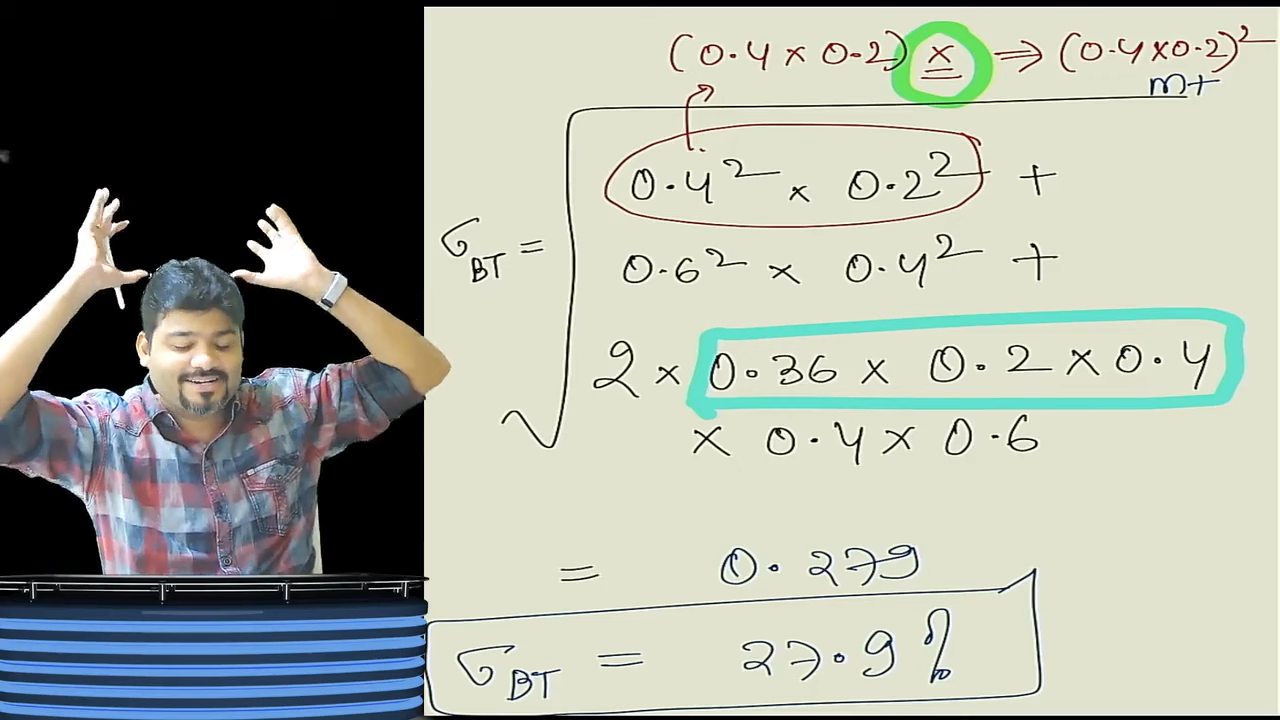 (0.4 × 0.2) × ⇒ (0.4×0.2)²
m+
0.4² × 0.2² +
σBT =
0.6² × 0.4² +
2 × 0.36 × 0.2 × 0.4
× 0.4 × 0.6
= 0.279
σBT = 27.9%